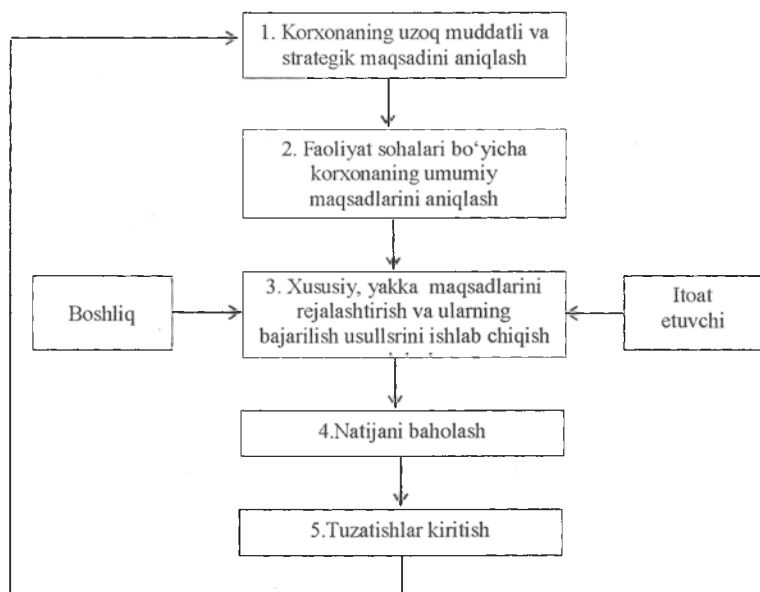 1. Korxonaning uzoq muddatli va
strategik maqsadini aniqlash
2. Faoliyat sohalari bo‘yicha
korxonaning umumiy
maqsadlarini aniqlash
Boshliq
3. Xususiy, yakka maqsadlarini
rejalashtirish va ularning
bajarilish usullsrini ishlab chiqish
Itoat
etuvchi
4.Natijani baholash
5.Tuzatishlar kiritish